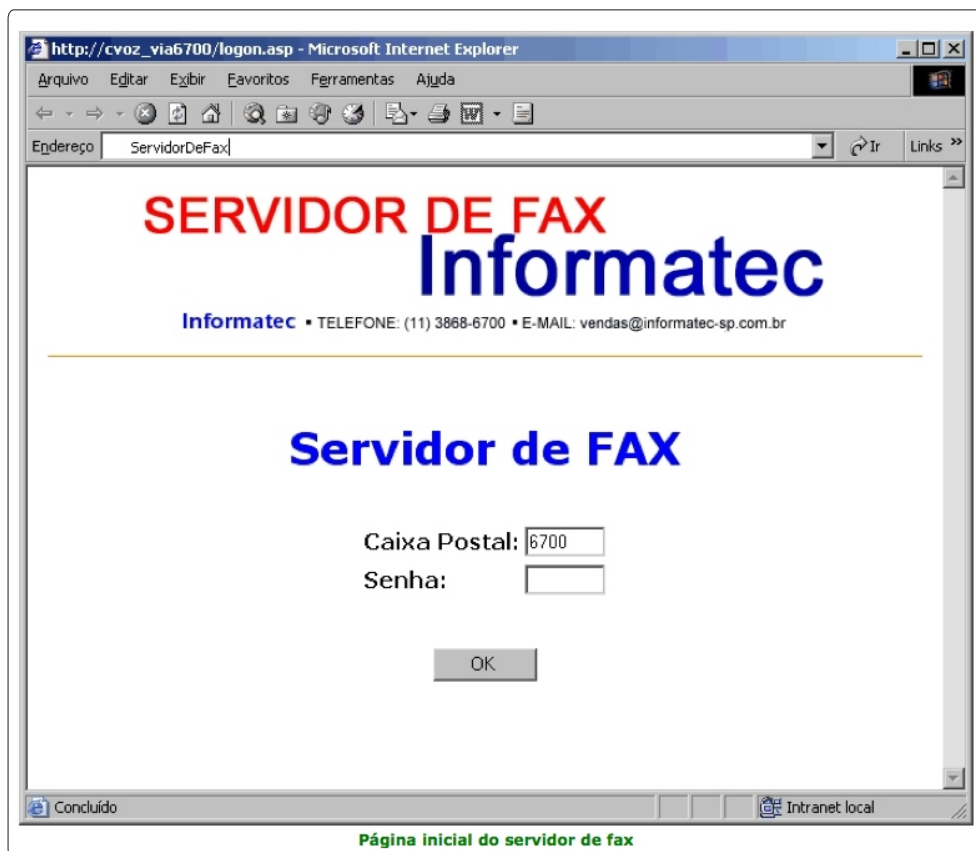 http://cvoz_via6700/logon.asp - Microsoft Internet Explorer
Arquivo Editar Exibir Favoritos Ferramentas Ajuda
Endereço ServidorDeFax Ir Links »
SERVIDOR DE FAX
Informatec
Informatec ▪ TELEFONE: (11) 3868-6700 ▪ E-MAIL: vendas@informatec-sp.com.br
Servidor de FAX
Caixa Postal: 6700
Senha:
OK
Concluído Intranet local
Página inicial do servidor de fax